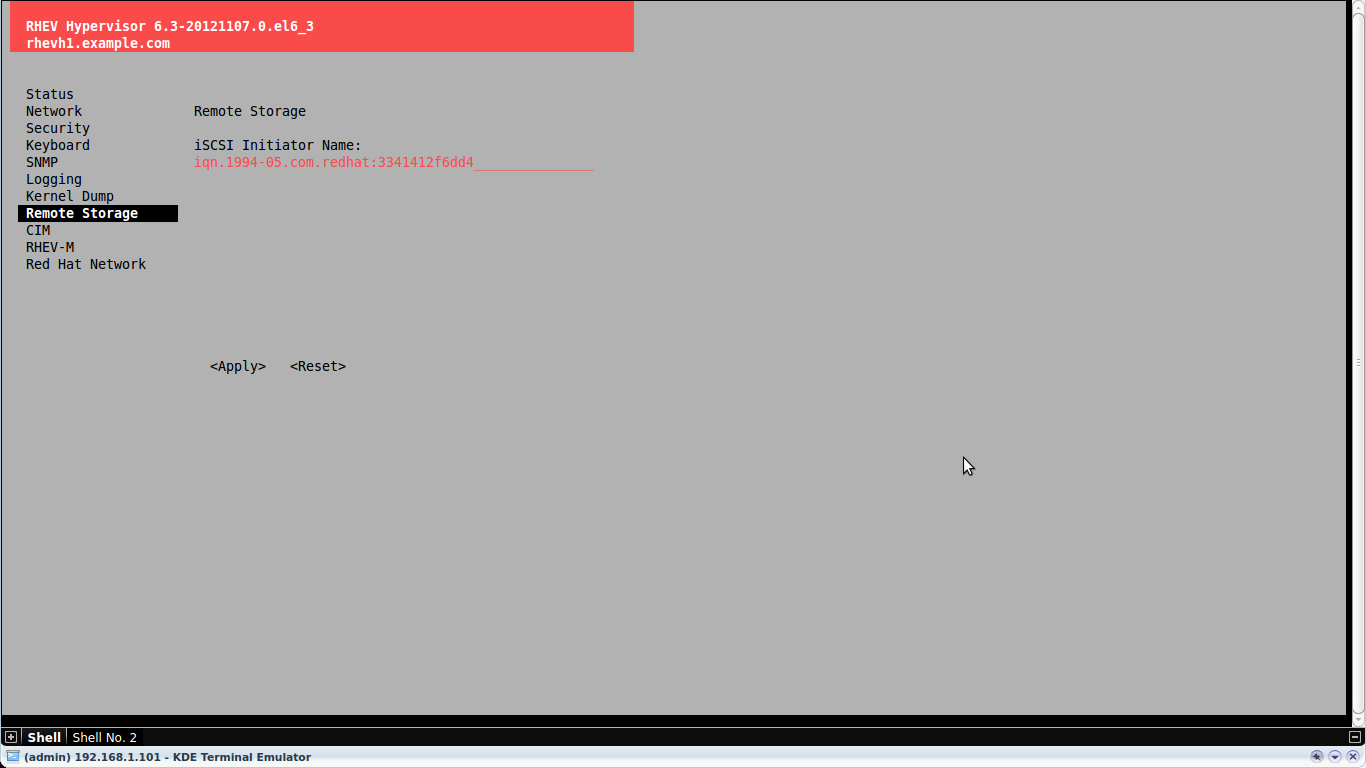 RHEV Hypervisor 6.3-20121107.0.el6_3
rhevh1.example.com
Status
Network
Security
Keyboard
SNMP
Logging
Kernel Dump
Remote Storage
CIM
RHEV-M
Red Hat Network
Remote Storage
iSCSI Initiator Name:
iqn.1994-05.com.redhat:3341412f6dd4_______________
<Apply> <Reset>
Shell Shell No. 2
(admin) 192.168.1.101 - KDE Terminal Emulator